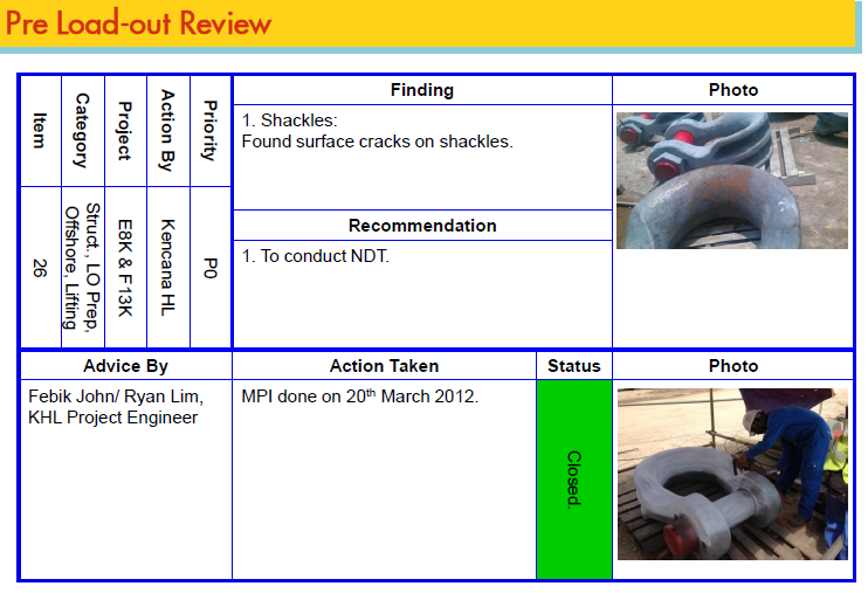 Pre Load-out Review
Item
Category
Project
Action By
Priority
Finding
Photo
1. Shackles:
Found surface cracks on shackles.
Recommendation
26
Struct., LO Prep,
Offshore, Lifting
E8K & F13K
Kencana HL
P0
1. To conduct NDT.
Advice By
Action Taken
Status
Photo
Febik John/ Ryan Lim,
KHL Project Engineer
MPI done on 20th March 2012.
Closed.